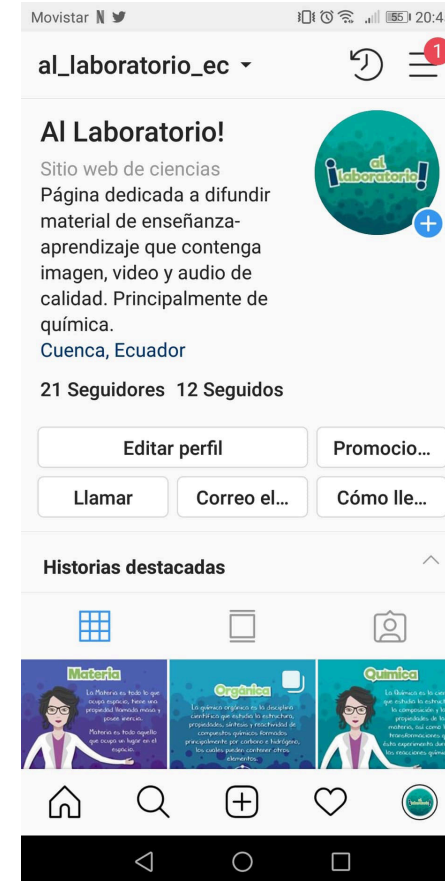 Movistar
55 20:4
al_laboratorio_ec
1
Al Laboratorio!
Sitio web de ciencias
Página dedicada a difundir
material de enseñanza-
aprendizaje que contenga
imagen, video y audio de
calidad. Principalmente de
química.
Cuenca, Ecuador
al
¡laboratorio!
21 Seguidores 12 Seguidos
Editar perfil
Promocio...
Llamar
Correo el...
Cómo lle...
Historias destacadas
Materia
La Materia es todo lo que
ocupa espacio, tiene una
propiedad llamada masa y
posee inercia.
Materia es todo aquello
que ocupa un lugar en el
espacio.
Orgánica
La química orgánica es la disciplina
científica que estudia la estructura,
propiedades, síntesis y reactividad de
compuestos químicos formados
principalmente por carbono e hidrógeno,
los cuales pueden contener otros
elementos
Química
La Química es la cien
que estudia la estruct
la composición y la
propiedades de la
materia, así como l
transformaciones q
ésta experimenta dur
las reacciones quími